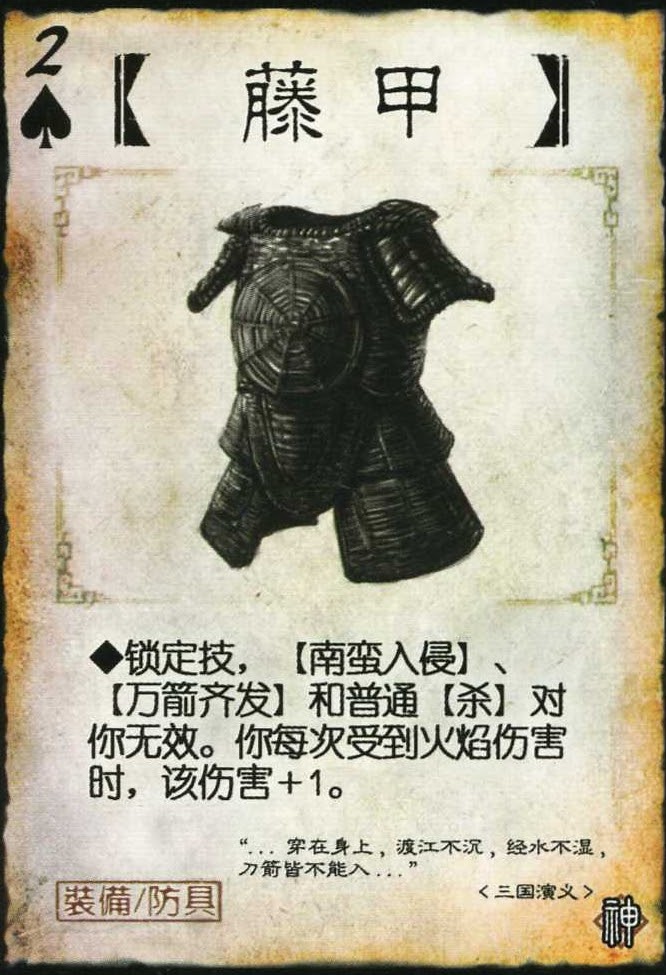 2
【 藤甲 】
◆锁定技，【南蛮入侵】、
【万箭齐发】和普通【杀】对
你无效。你每次受到火焰伤害
时，该伤害+1。
“... 穿在身上，渡江不沉，经水不湿，
刀箭皆不能入...”
<三国演义>
裝備/防具
神